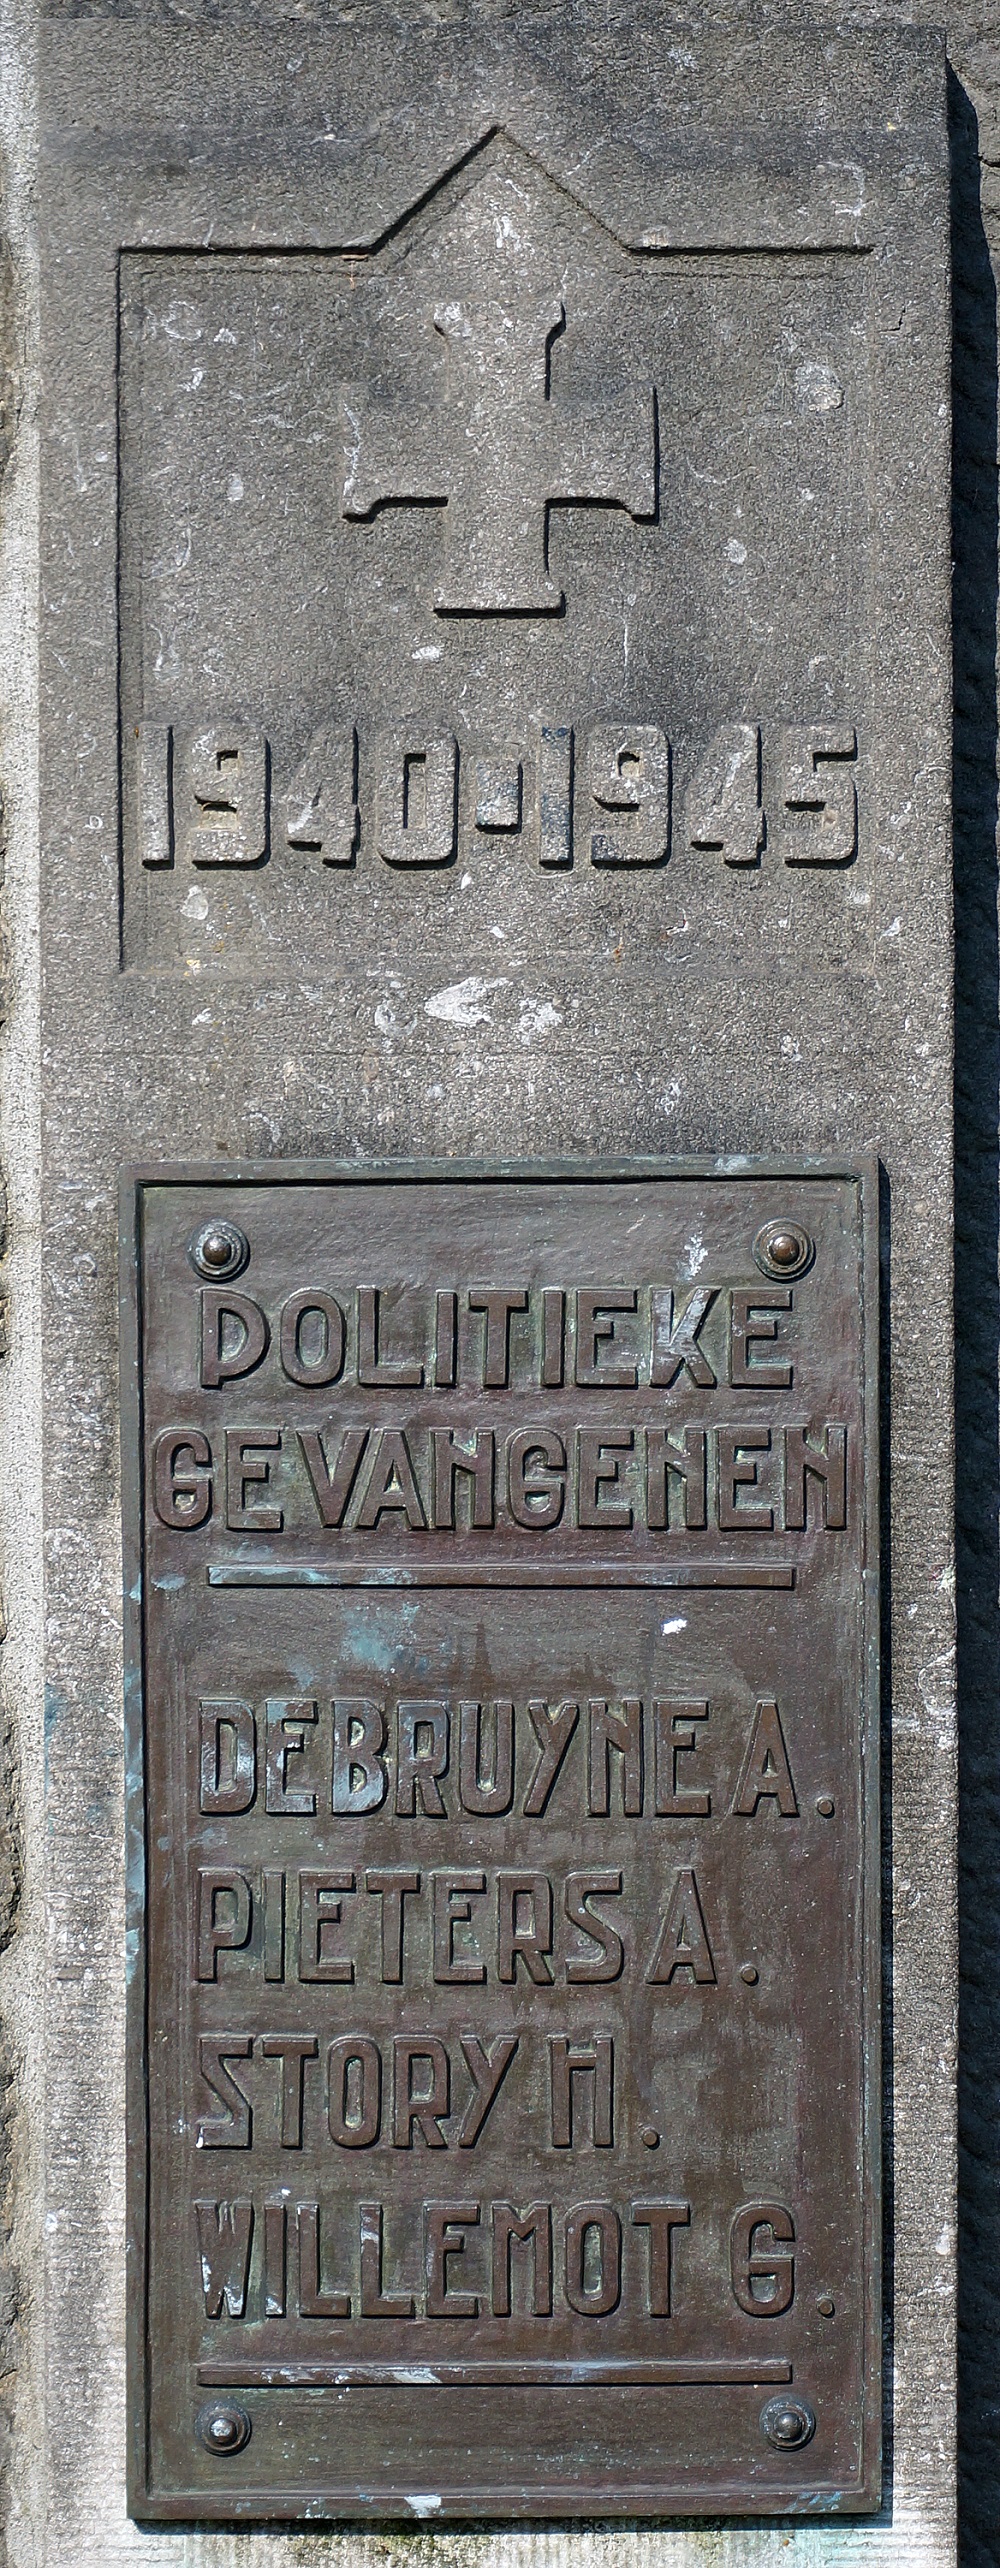 1940-1945
POLITIEKE
GEVANGENEN
DEBRUYNE A.
PIETERS A.
STORY H.
WILLEMOT G.